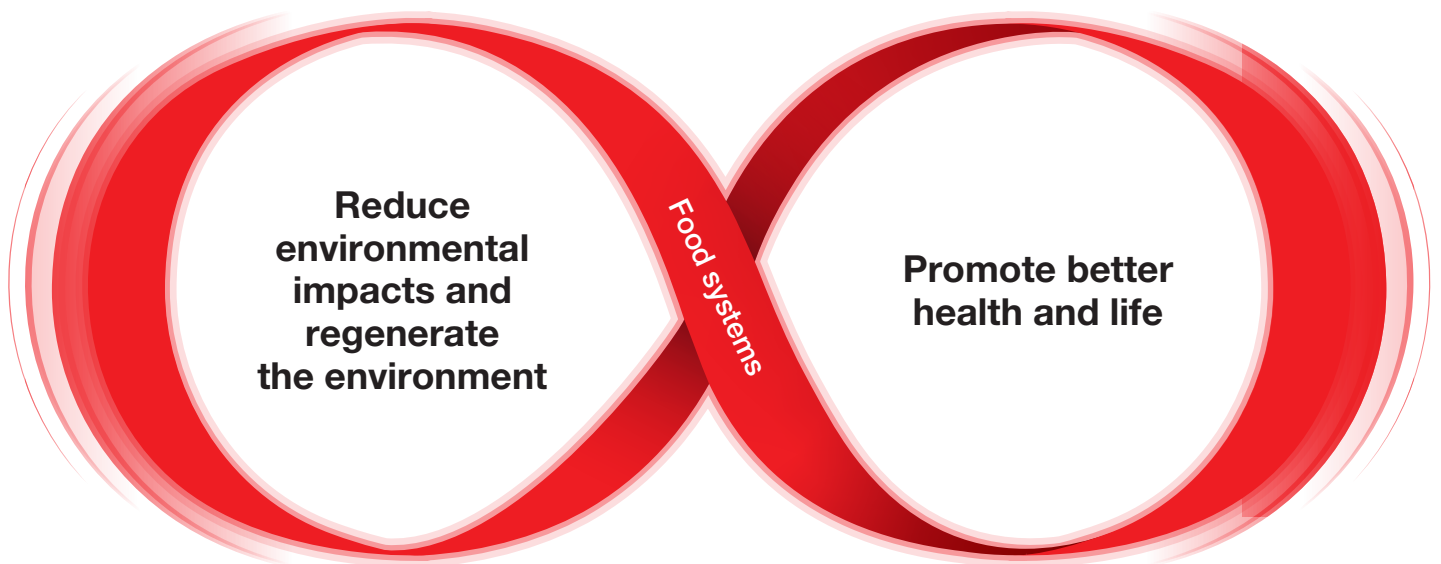 Reduce
environmental
impacts and
regenerate
the environment
Food systems
Promote better
health and life